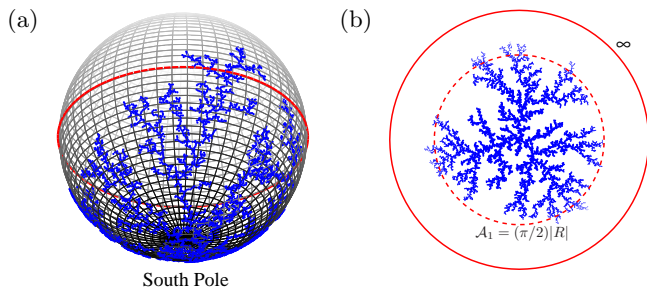 (a)
(b)
∞
𝒜₁ = (π/2)|R|
South Pole